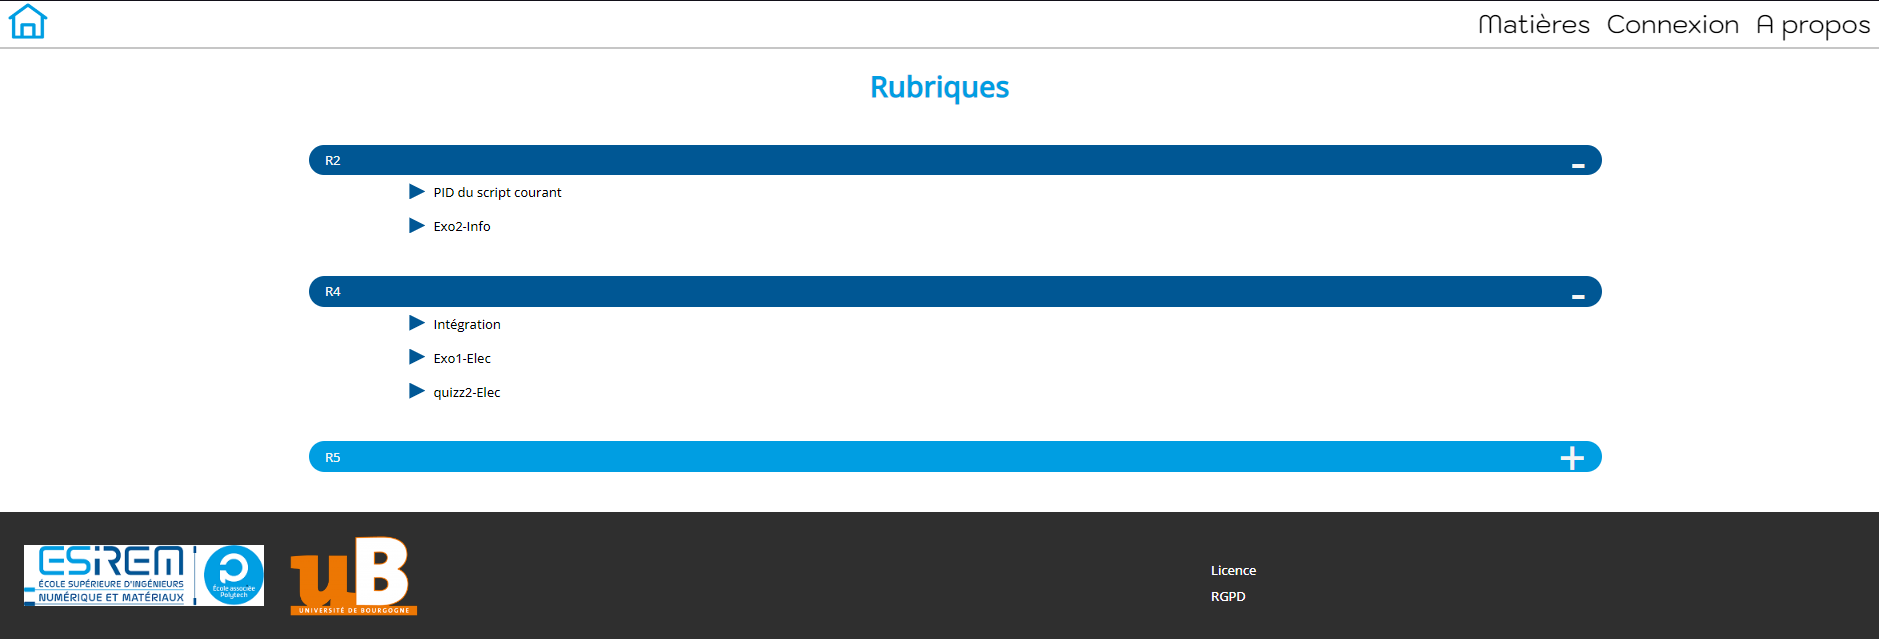 Matières Connexion A propos
Rubriques
R2
PID du script courant
Exo2-Info
R4
Intégration
Exo1-Elec
quizz2-Elec
R5
ESIREM
ÉCOLE SUPÉRIEURE D'INGÉNIEURS
NUMÉRIQUE ET MATÉRIAUX
École associée
Polytech
uB
UNIVERSITÉ DE BOURGOGNE
Licence
RGPD